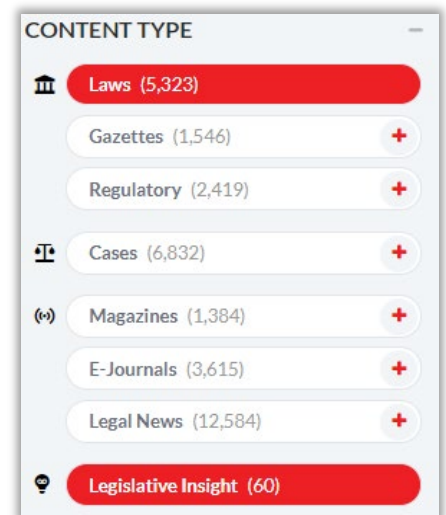 CONTENT TYPE
Laws (5,323)
Gazettes (1,546)
Regulatory (2,419)
Cases (6,832)
Magazines (1,384)
E-Journals (3,615)
Legal News (12,584)
Legislative Insight (60)